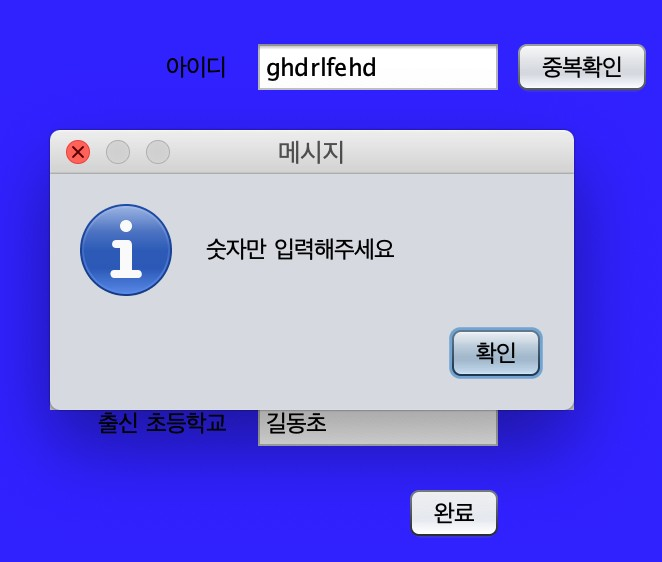 아이디 ghdrlfehd 중복확인
메시지
숫자만 입력해주세요
확인
출신 초등학교 길동초
완료